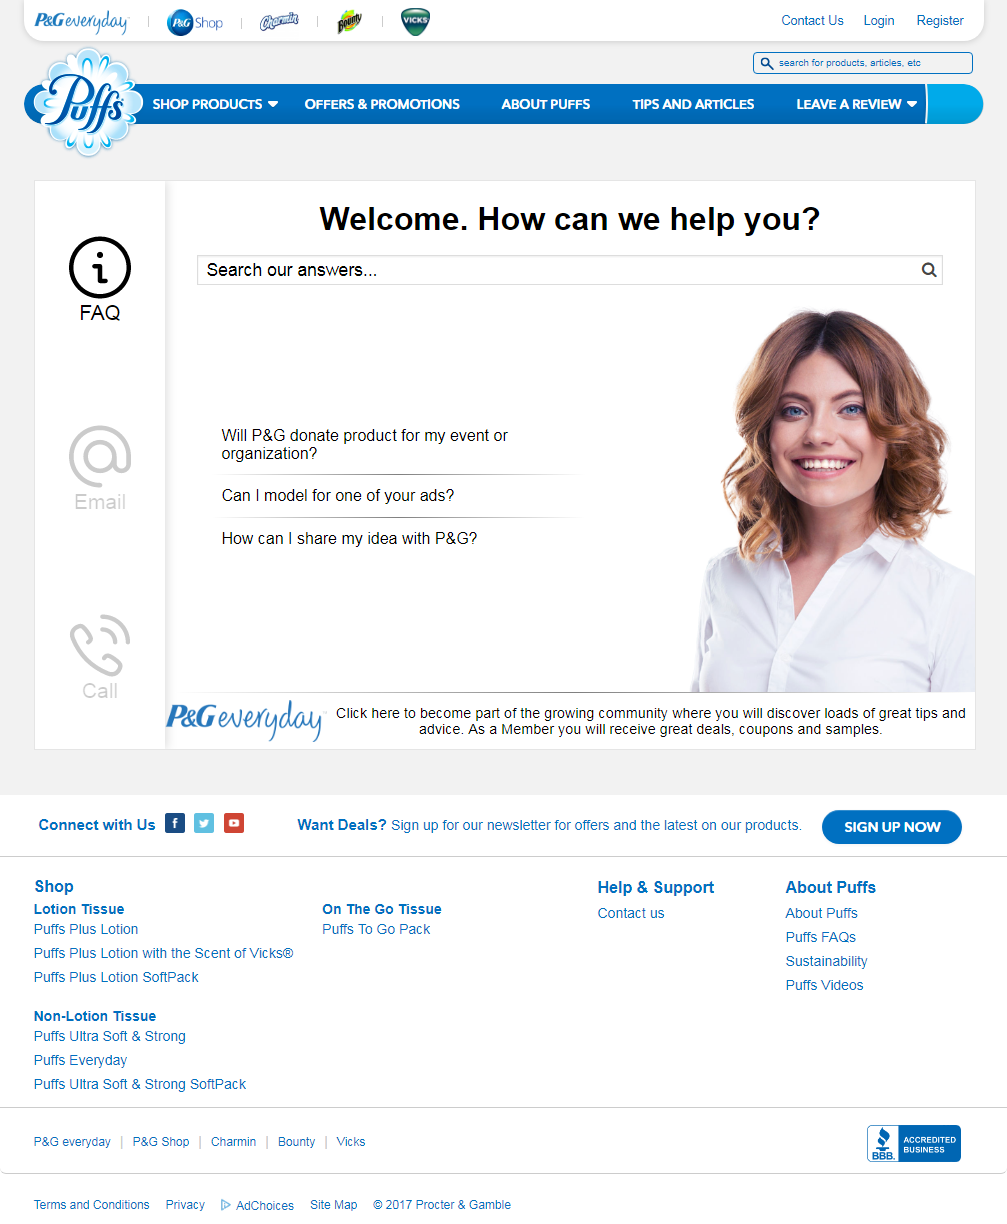 P&G everyday
P&G Shop
Charmin
Bounty
VICKS
Contact Us
Login
Register
search for products, articles, etc
Puffs
SHOP PRODUCTS
OFFERS & PROMOTIONS
ABOUT PUFFS
TIPS AND ARTICLES
LEAVE A REVIEW
Welcome. How can we help you?
Search our answers...
FAQ
Email
Call
Will P&G donate product for my event or
organization?
Can I model for one of your ads?
How can I share my idea with P&G?
P&G everyday
Click here to become part of the growing community where you will discover loads of great tips and
advice. As a Member you will receive great deals, coupons and samples.
Connect with Us
Want Deals? Sign up for our newsletter for offers and the latest on our products.
SIGN UP NOW
Shop
Lotion Tissue
Puffs Plus Lotion
Puffs Plus Lotion with the Scent of Vicks®
Puffs Plus Lotion SoftPack
Non-Lotion Tissue
Puffs Ultra Soft & Strong
Puffs Everyday
Puffs Ultra Soft & Strong SoftPack
On The Go Tissue
Puffs To Go Pack
Help & Support
Contact us
About Puffs
About Puffs
Puffs FAQs
Sustainability
Puffs Videos
P&G everyday | P&G Shop | Charmin | Bounty | Vicks
BBB.
ACCREDITED
BUSINESS
Terms and Conditions
Privacy
AdChoices
Site Map
© 2017 Procter & Gamble